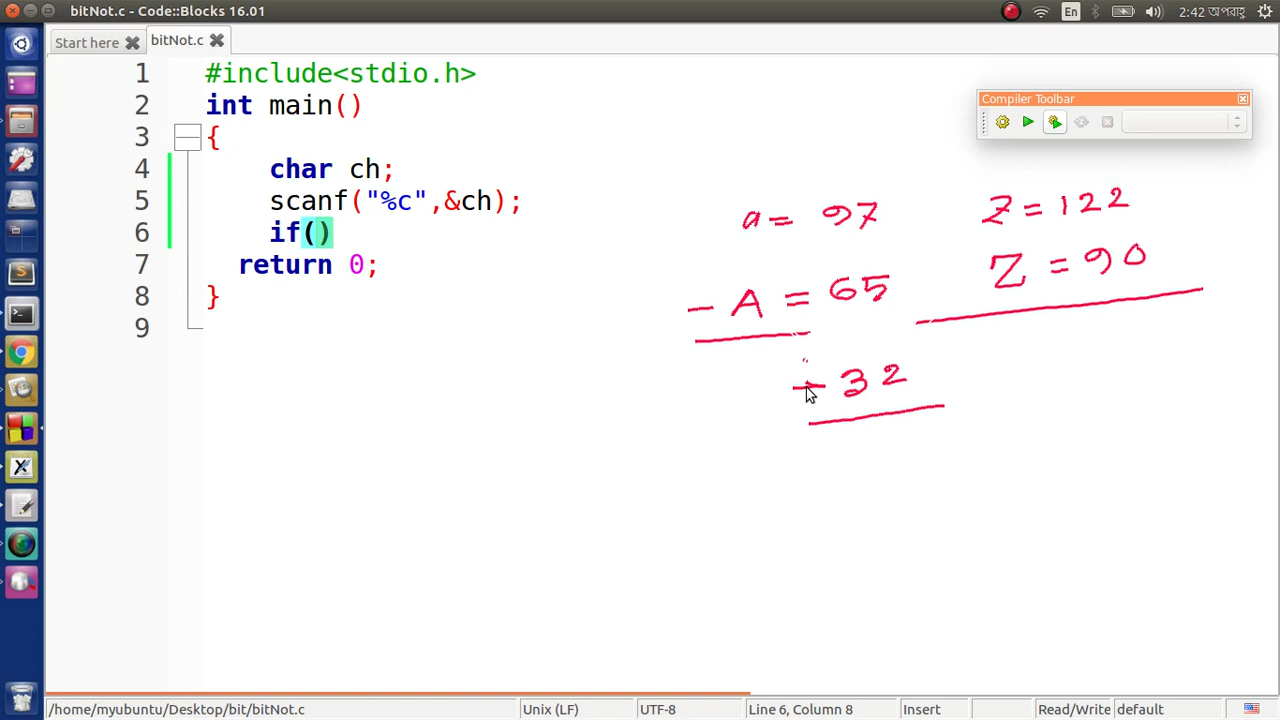 bitNot.c - Code::Blocks 16.01
En
2:42 অপরাহ্ণ
Start here
bitNot.c
1 #include<stdio.h>
2 int main()
3 {
4 char ch;
5 scanf("%c",&ch);
6 if()
7 return 0;
8 }
9
Compiler Toolbar
a = 97
- A = 65
- 32
z = 122
Z = 90
/home/myubuntu/Desktop/bit/bitNot.c
Unix (LF)
UTF-8
Line 6, Column 8
Insert
Read/Write
default